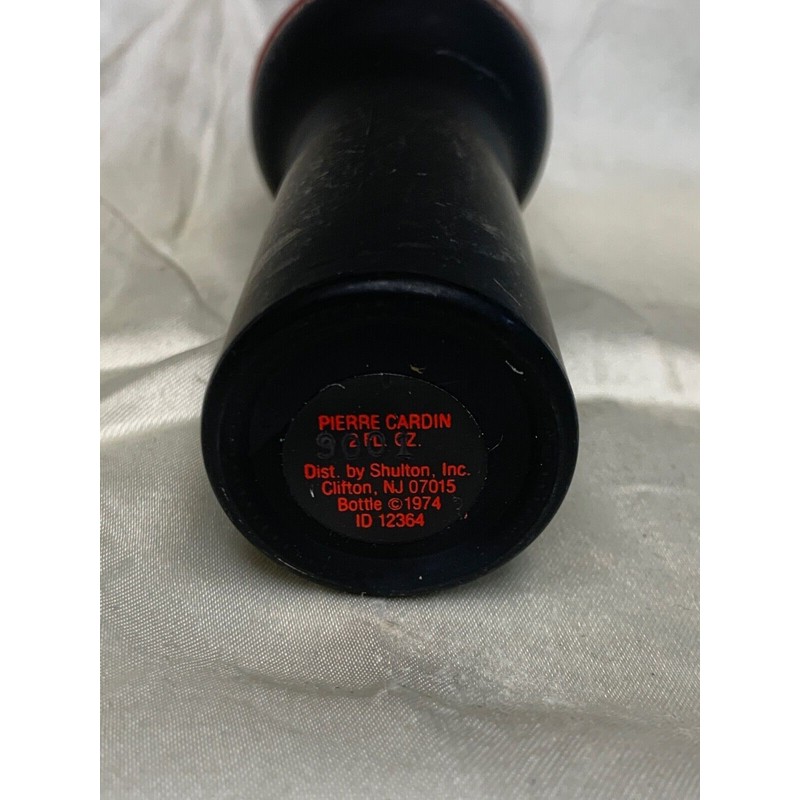 PIERRE CARDIN
2 FL. OZ.
Dist. by Shulton, Inc.
Clifton, NJ 07015
Bottle ©1974
ID 12364